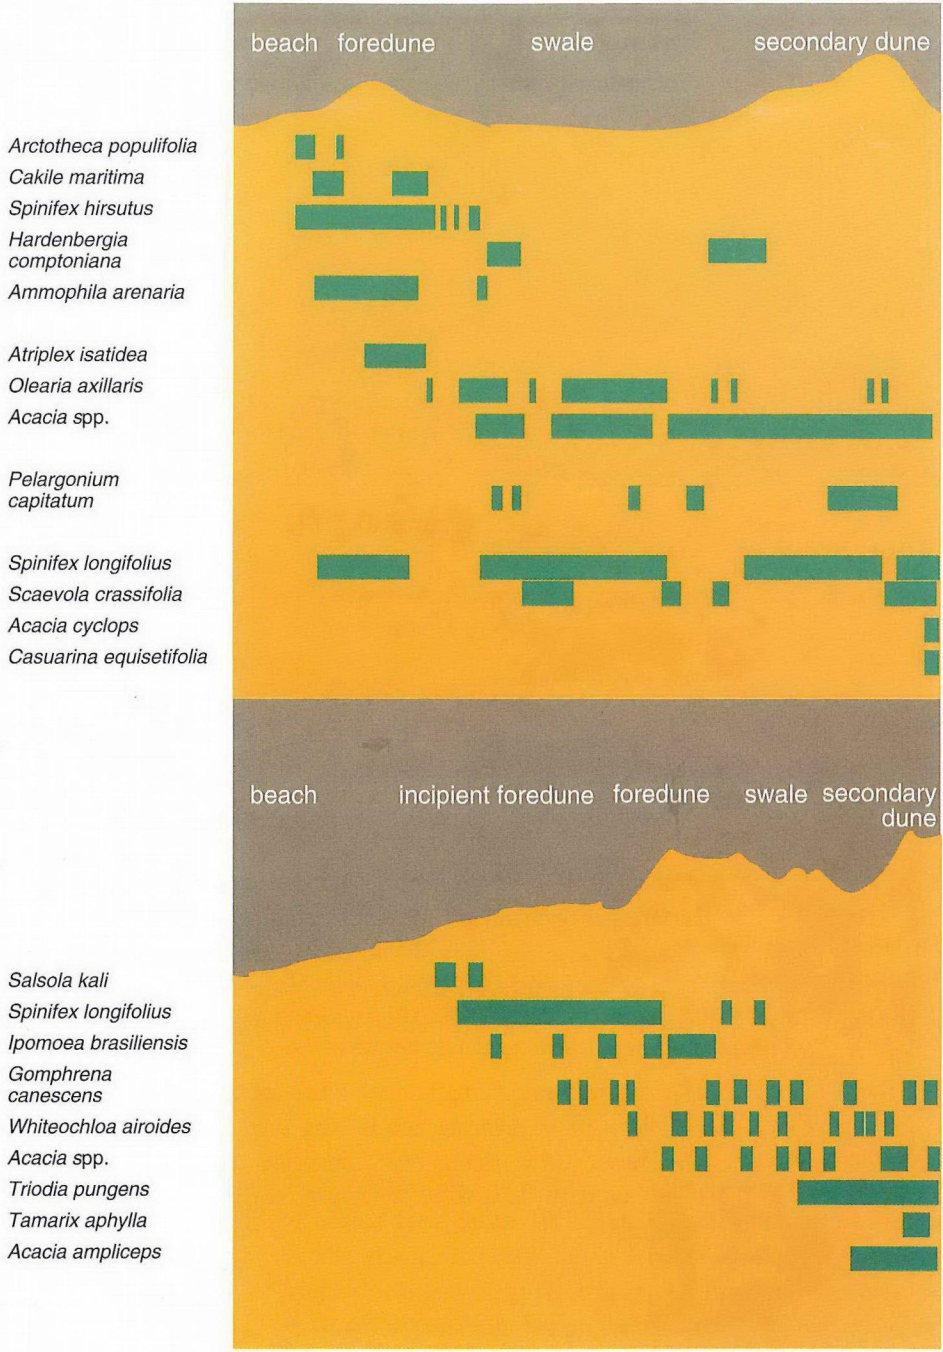 beach foredune swale secondary dune
Arctotheca populifolia
Cakile maritima
Spinifex hirsutus
Hardenbergia
comptoniana
Ammophila arenaria
Atriplex isatidea
Olearia axillaris
Acacia spp.
Pelargonium
capitatum
Spinifex longifolius
Scaevola crassifolia
Acacia cyclops
Casuarina equisetifolia
beach incipient foredune foredune swale secondary
dune
Salsola kali
Spinifex longifolius
Ipomoea brasiliensis
Gomphrena
canescens
Whiteochloa airoides
Acacia spp.
Triodia pungens
Tamarix aphylla
Acacia ampliceps